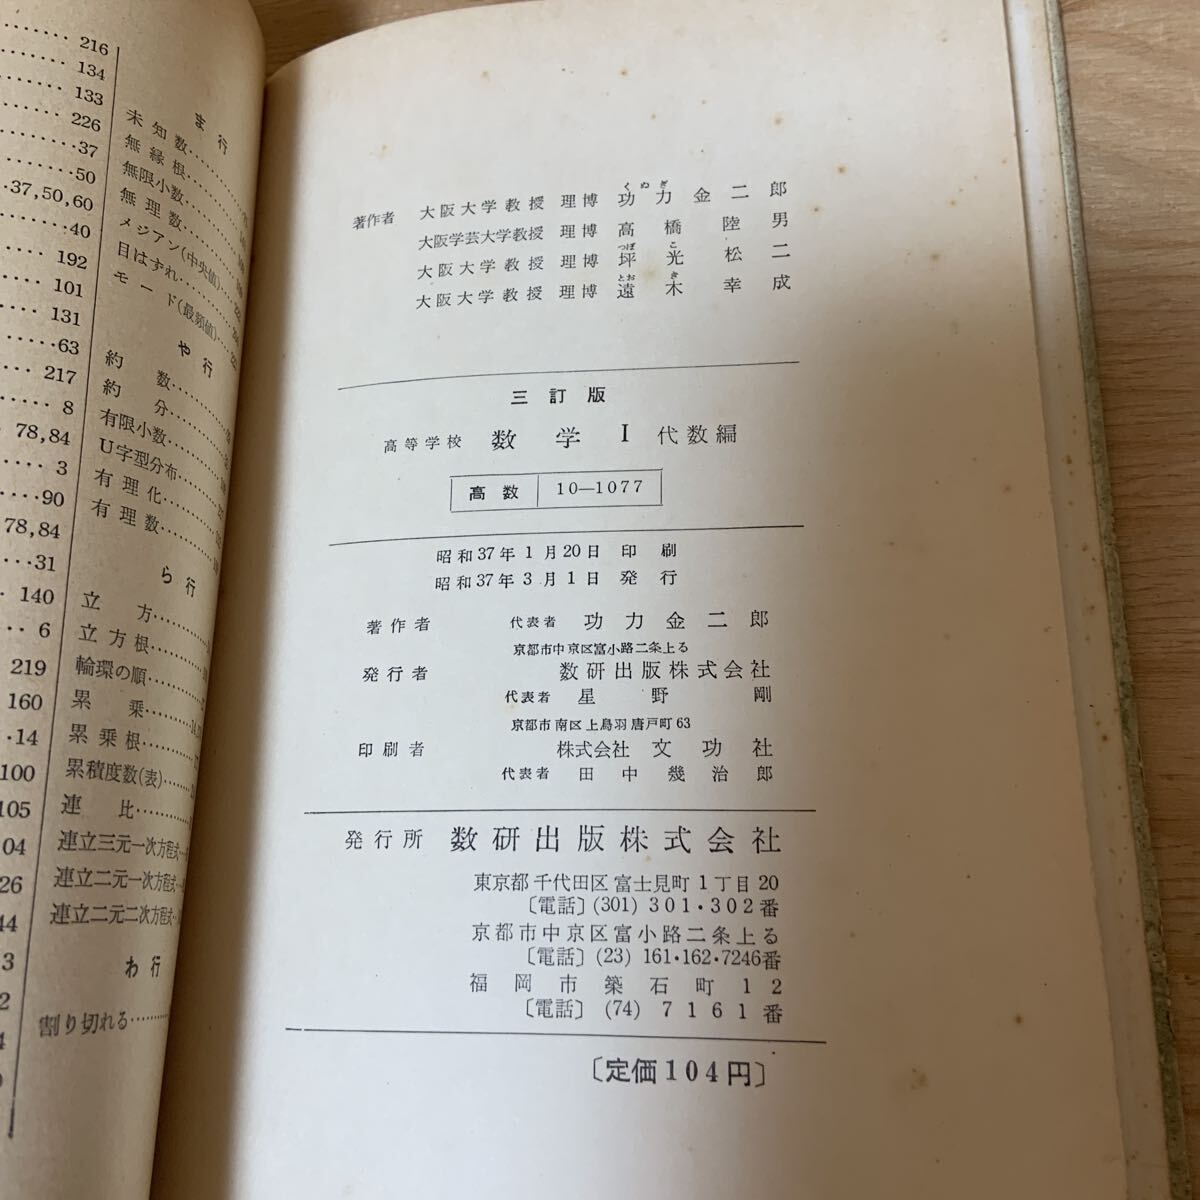 216
134
133
226
37
50
37,50,60
40
192
101
131
63
217
8
78,84
3
90
78,84
31
140
6
219
160
14
100
105
04
26
44
3
2
4
ま行
未知数
無縁根
無限小数
無理数
メジアン(中央値)
目はずれ
モード(最頻値)
や行
約数
約分
有限小数
U字型分布
有理化
有理数
ら行
立方
立方根
輪環の順
累乗
累乗根
累積度数(表)
連比
連立三元一次方程式
連立二元一次方程式
連立二元二次方程式
わ行
割り切れる
くぬぎ
著作者 大阪大学教授 理博 功力金二郎
大阪学芸大学教授 理博 高橋陸男
つぼこ
大阪大学教授 理博 坪光松二
とおき
大阪大学教授 理博 遠木幸成
三訂版
高等学校 数学 I 代数編
高数 10—1077
昭和37年1月20日 印刷
昭和37年3月1日 発行
著作者 代表者 功力金二郎
京都市中京区富小路二条上る
発行者 数研出版株式会社
代表者 星野剛
京都市南区上鳥羽唐戸町63
印刷者 株式会社 文功社
代表者 田中幾治郎
発行所 数研出版株式会社
東京都千代田区富士見町1丁目20
〔電話〕(301) 301・302番
京都市中京区富小路二条上る
〔電話〕(23) 161・162・7246番
福岡市築石町12
〔電話〕(74) 7161番
〔定価104円〕